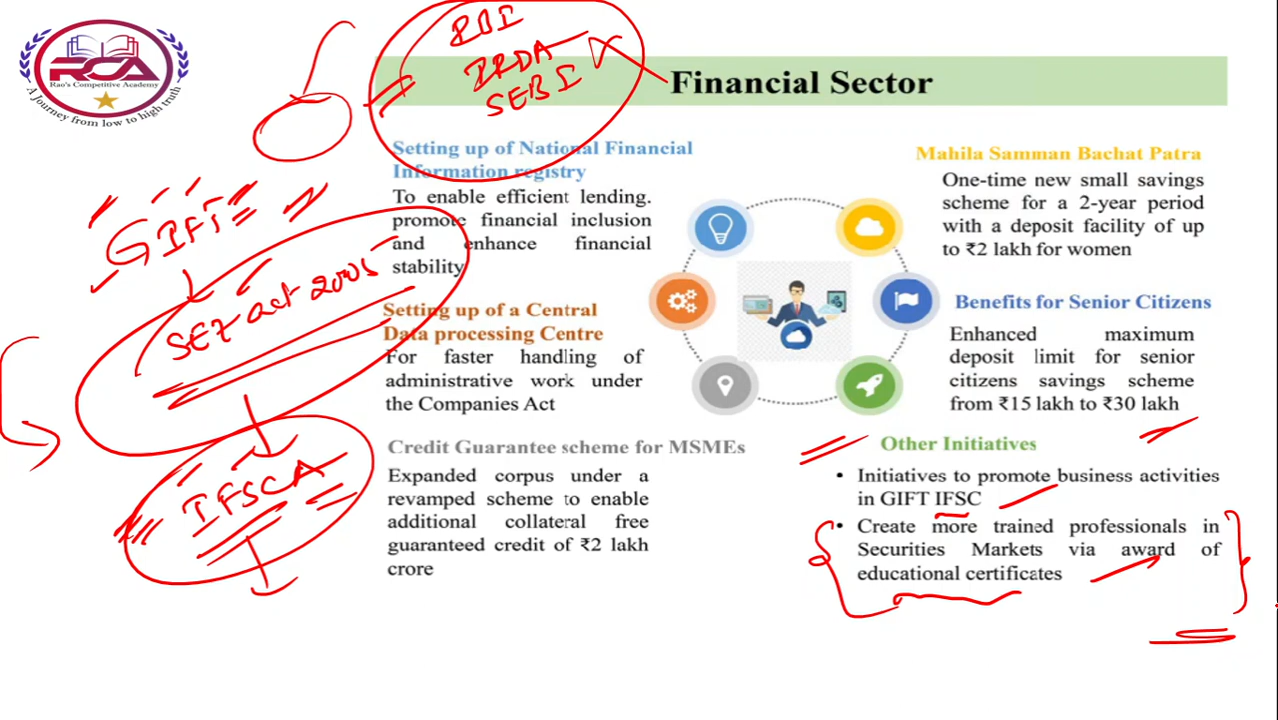 RCA
Rao's Competitive Academy
A Journey from low to high truth
RBI
IRDA
SEBI
Financial Sector
GIFT
SEZ act 2005
IFSCA
Setting up of National Financial
Information registry
To enable efficient lending.
promote financial inclusion
and enhance financial
stability
Setting up of a Central
Data processing Centre
For faster handling of
administrative work under
the Companies Act
Credit Guarantee scheme for MSMEs
Expanded corpus under a
revamped scheme to enable
additional collateral free
guaranteed credit of ₹2 lakh
crore
Mahila Samman Bachat Patra
One-time new small savings
scheme for a 2-year period
with a deposit facility of up
to ₹2 lakh for women
Benefits for Senior Citizens
Enhanced maximum
deposit limit for senior
citizens savings scheme
from ₹15 lakh to ₹30 lakh
Other Initiatives
• Initiatives to promote business activities
in GIFT IFSC
• Create more trained professionals in
Securities Markets via award of
educational certificates